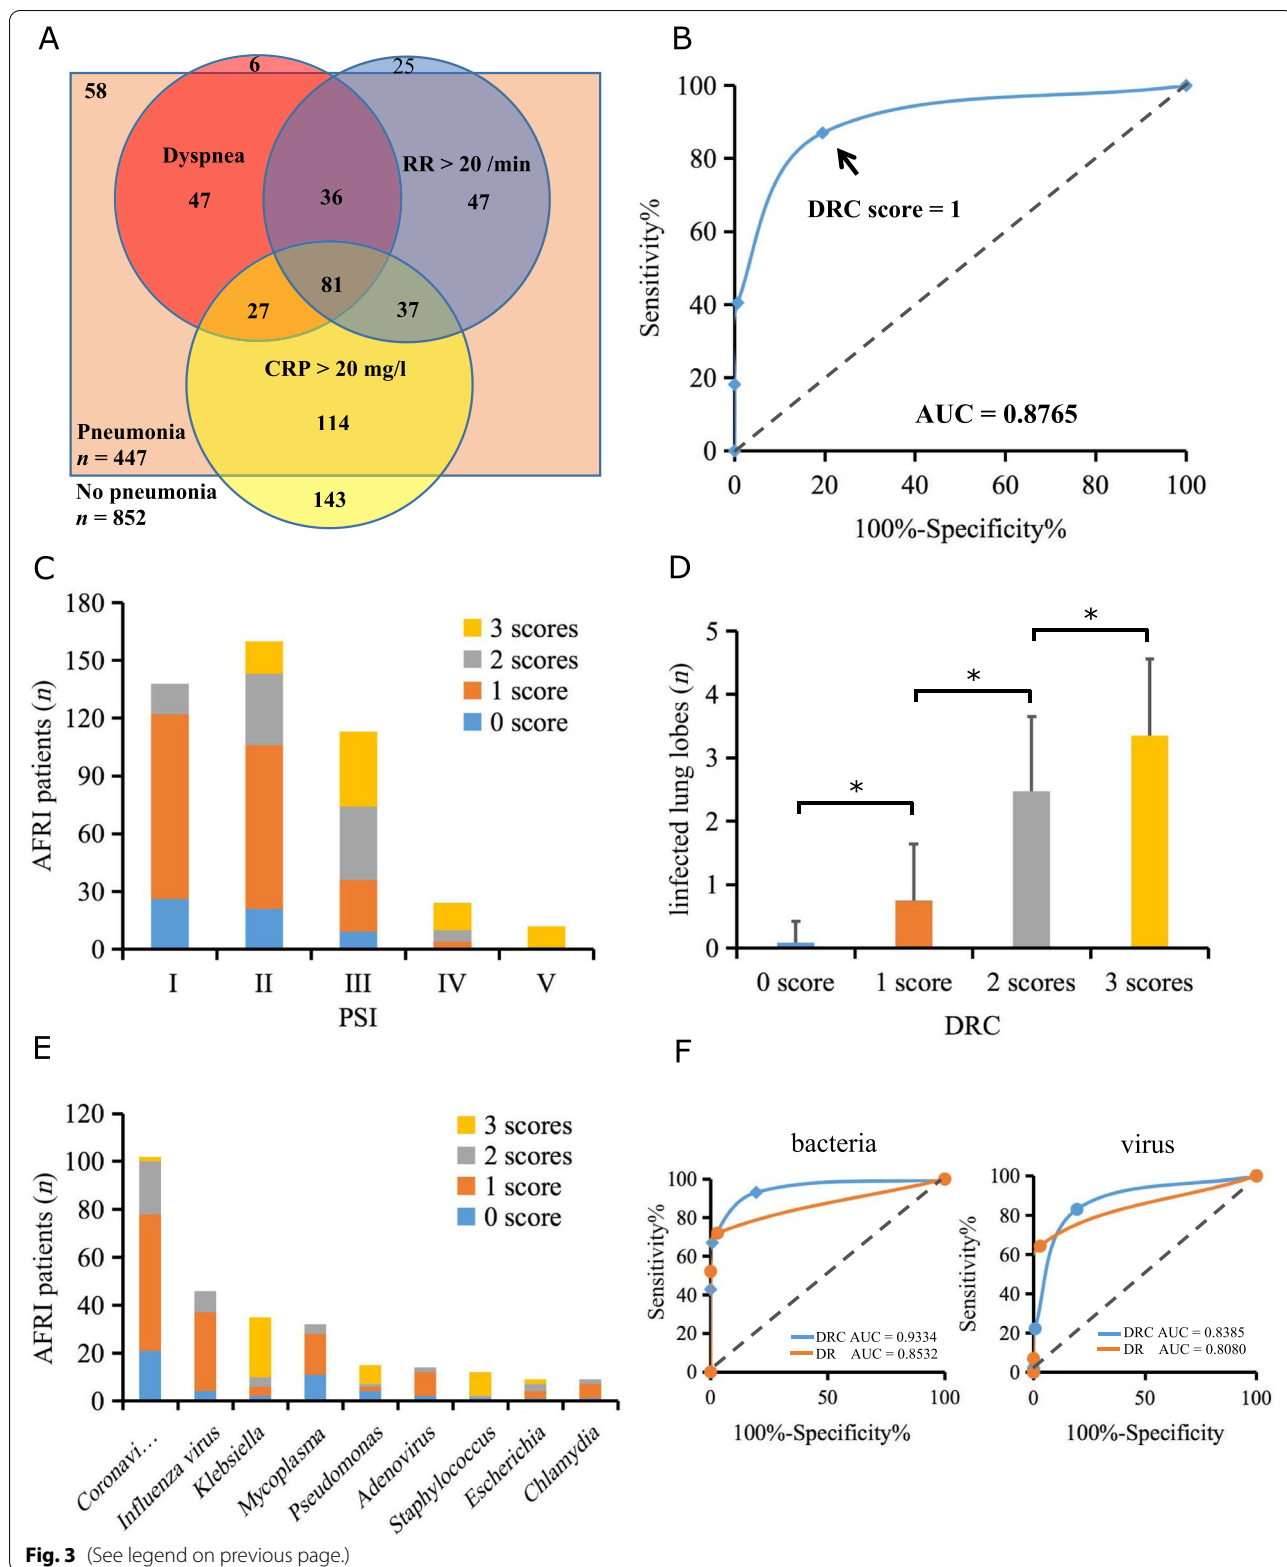 A
6
25
58
Dyspnea
RR > 20 /min
47
36
47
81
27
37
CRP > 20 mg/l
114
Pneumonia
n = 447
No pneumonia
n = 852
143
B
Sensitivity%
100
80
60
40
20
0
DRC score = 1
AUC = 0.8765
0 20 40 60 80 100
100%-Specificity%
C
AFRI patients (n)
180
150
120
90
60
30
0
3 scores
2 scores
1 score
0 score
I II III IV V
PSI
D
linfected lung lobes (n)
5
4
3
2
1
0
*
*
*
0 score 1 score 2 scores 3 scores
DRC
E
AFRI patients (n)
120
100
80
60
40
20
0
3 scores
2 scores
1 score
0 score
Coronavi…
Influenza virus
Klebsiella
Mycoplasma
Pseudomonas
Adenovirus
Staphylococcus
Escherichia
Chlamydia
F
bacteria
Sensitivity%
100
80
60
40
20
0
DRC AUC = 0.9334
DR AUC = 0.8532
0 50 100
100%-Specificity%
virus
Sensitivity%
100
80
60
40
20
0
DRC AUC = 0.8385
DR AUC = 0.8080
0 50 100
100%-Specificity
Fig. 3 (See legend on previous page.)